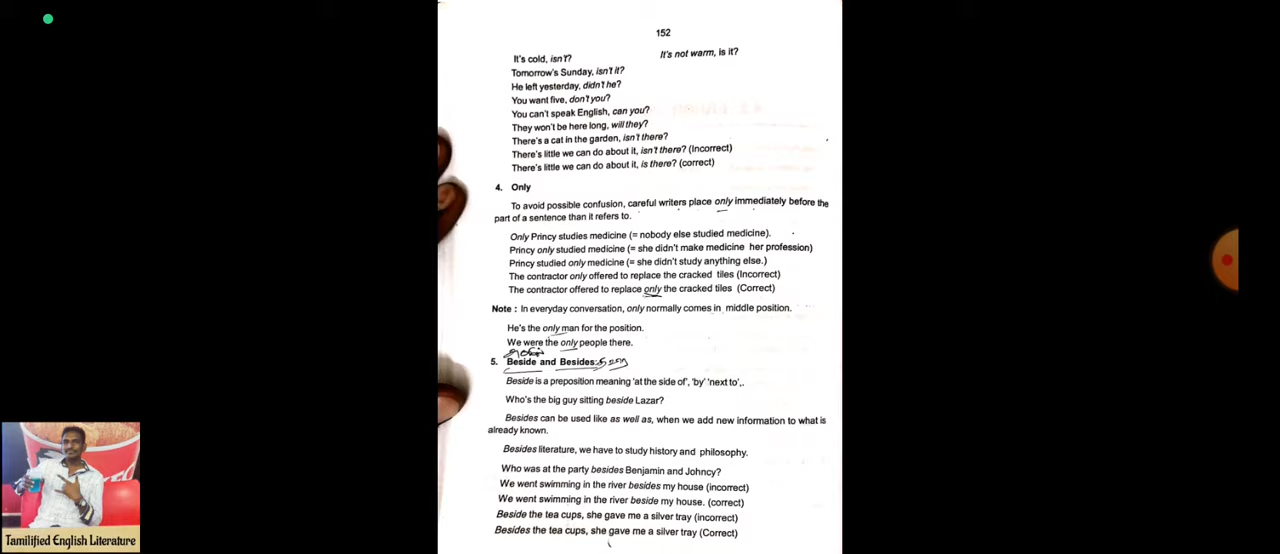 152
It's cold, isn't?
It's not warm, is it?
Tomorrow's Sunday, isn't it?
He left yesterday, didn't he?
You want five, don't you?
You can't speak English, can you?
They won't be here long, will they?
There's a cat in the garden, isn't there?
There's little we can do about it, isn't there? (Incorrect)
There's little we can do about it, is there? (correct)
4. Only
To avoid possible confusion, careful writers place only immediately before the
part of a sentence than it refers to.
Only Princy studies medicine (= nobody else studied medicine).
Princy only studied medicine (= she didn't make medicine her profession)
Princy studied only medicine (= she didn't study anything else.)
The contractor only offered to replace the cracked tiles (Incorrect)
The contractor offered to replace only the cracked tiles (Correct)
Note : In everyday conversation, only normally comes in middle position.
He's the only man for the position.
We were the only people there.
5. Beside and Besides:
Beside is a preposition meaning 'at the side of', 'by' 'next to',.
Who's the big guy sitting beside Lazar?
Besides can be used like as well as, when we add new information to what is
already known.
Besides literature, we have to study history and philosophy.
Who was at the party besides Benjamin and Johncy?
We went swimming in the river besides my house (incorrect)
We went swimming in the river beside my house. (correct)
Beside the tea cups, she gave me a silver tray (incorrect)
Besides the tea cups, she gave me a silver tray (Correct)
Tamilified English Literature